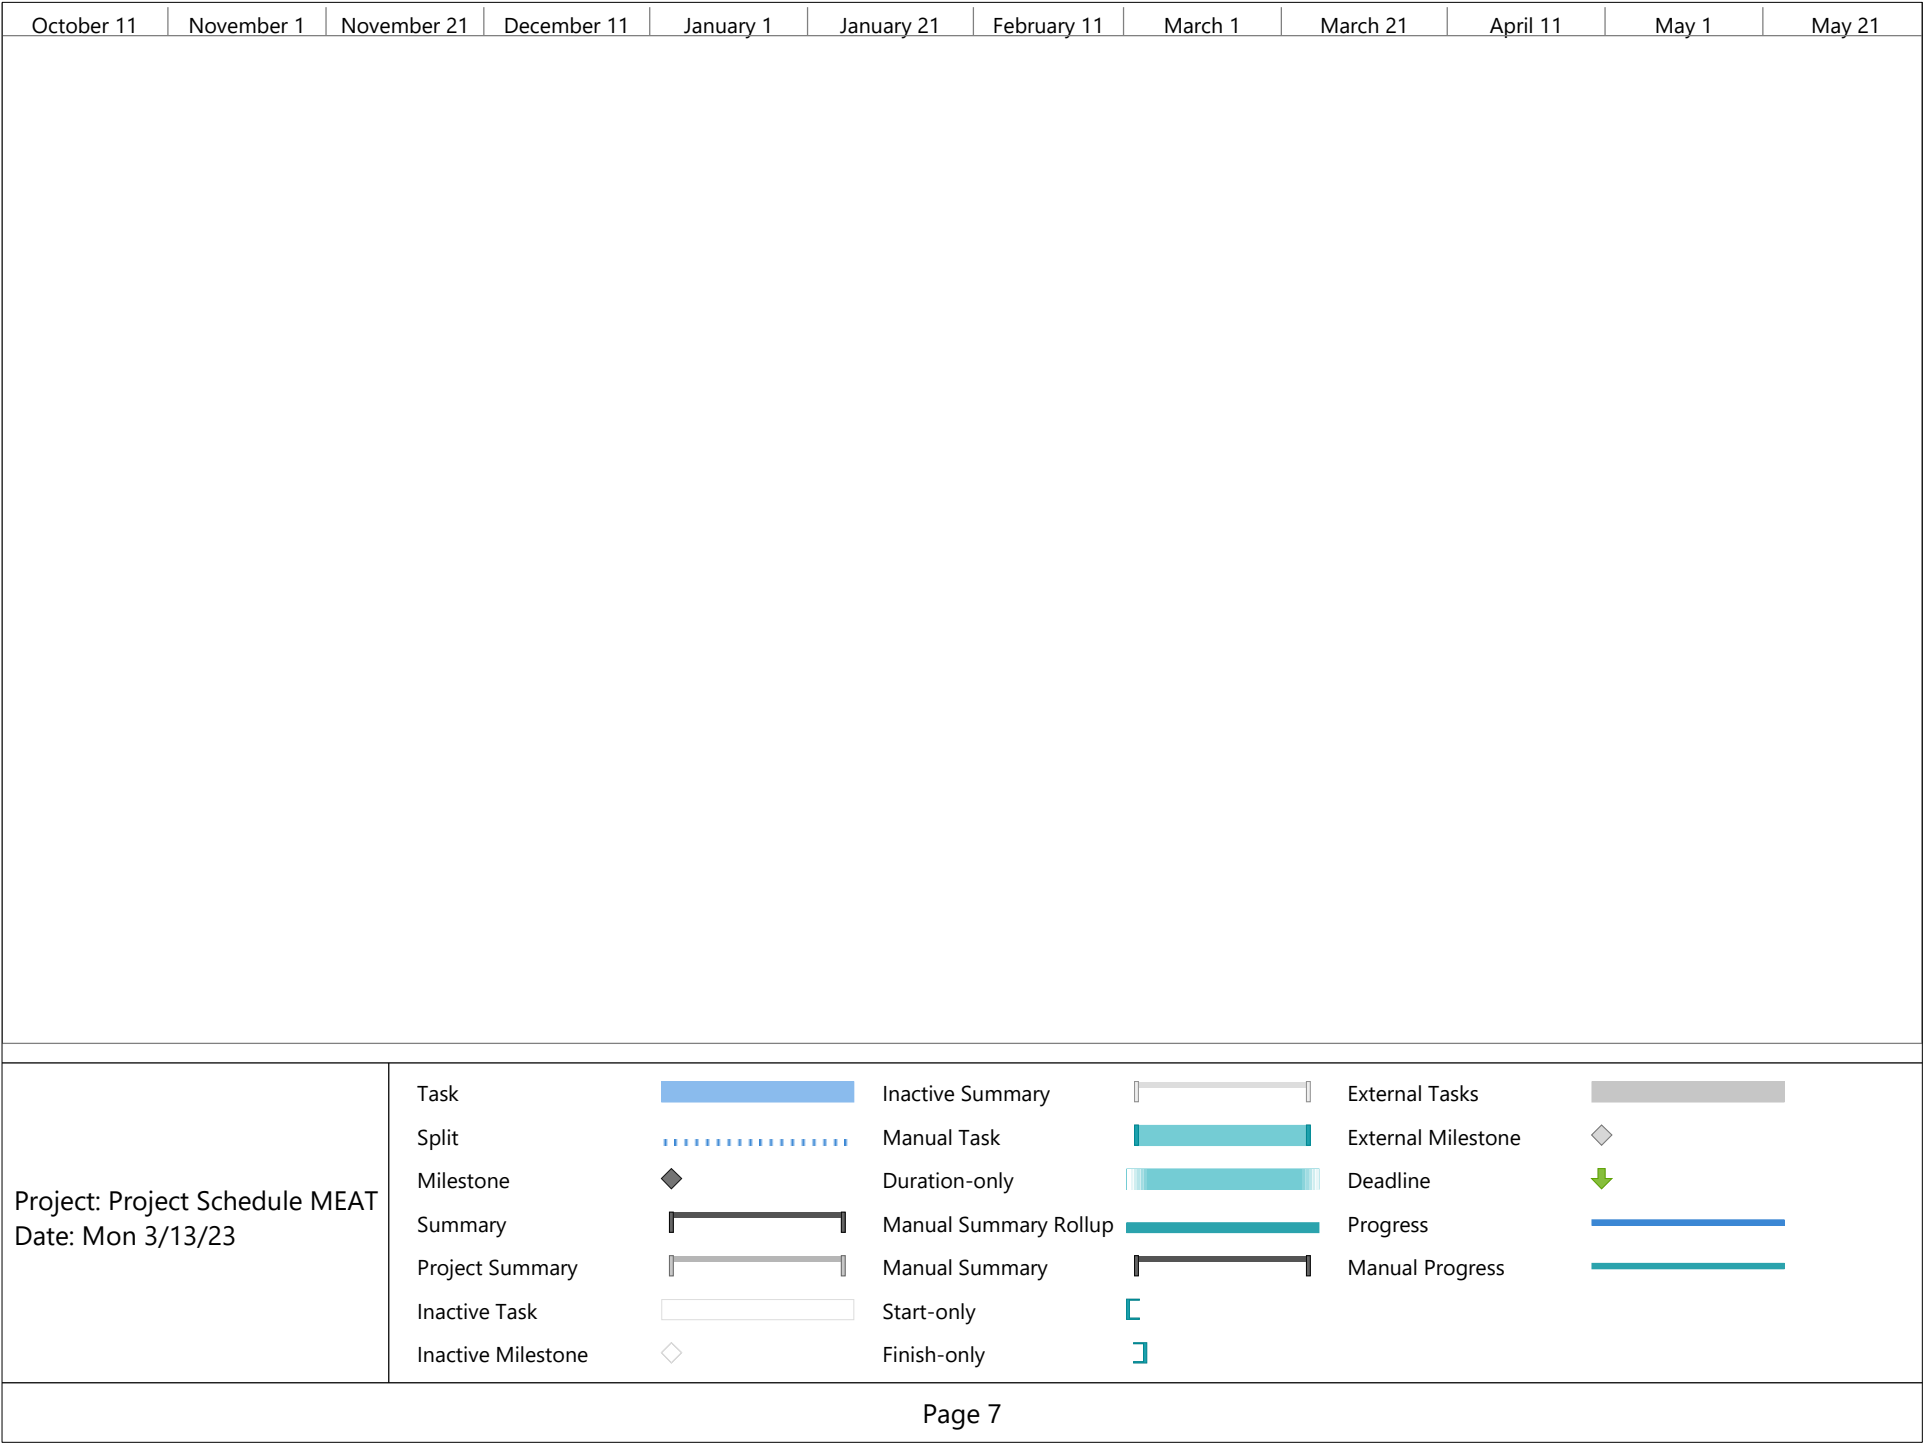 October 11 November 1 November 21 December 11 January 1 January 21 February 11 March 1 March 21 April 11 May 1 May 21
Project: Project Schedule MEAT
Date: Mon 3/13/23
Task
Split
Milestone
Summary
Project Summary
Inactive Task
Inactive Milestone
Inactive Summary
Manual Task
Duration-only
Manual Summary Rollup
Manual Summary
Start-only
Finish-only
External Tasks
External Milestone
Deadline
Progress
Manual Progress
Page 7